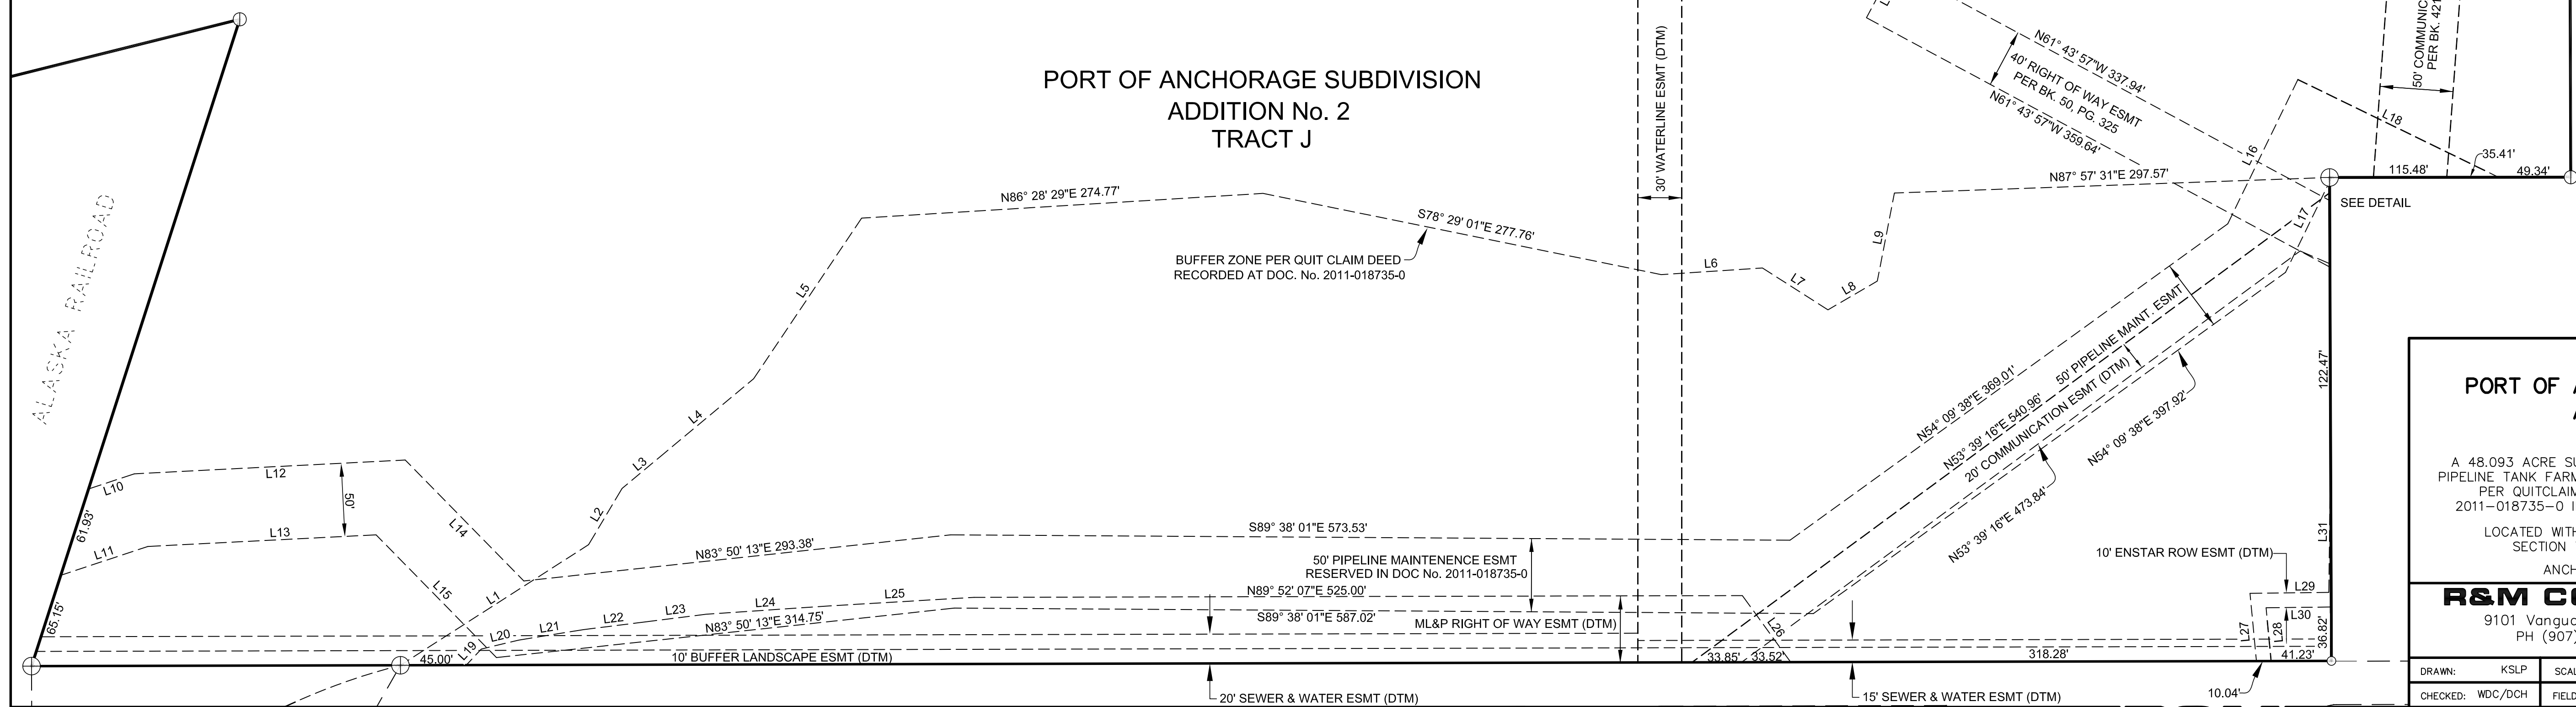 PORT OF ANCHORAGE SUBDIVISION
ADDITION No. 2
TRACT J
ALASKA RAILROAD
30' WATERLINE ESMT (DTM)
N61° 43' 57"W 337.94'
40' RIGHT OF WAY ESMT
PER BK. 50, PG. 325
N61° 43' 57"W 359.64'
50' COMMUNIC
PER BK. 421
L16
L18
35.41'
115.48'
49.34'
SEE DETAIL
L17
N86° 28' 29"E 274.77'
S78° 29' 01"E 277.76'
N87° 57' 31"E 297.57'
BUFFER ZONE PER QUIT CLAIM DEED
RECORDED AT DOC. No. 2011-018735-0
L5
L6
L7
L8
L9
L4
L3
L2
L1
N54° 09' 38"E 369.01'
N53° 39' 16"E 540.96'
50' PIPELINE MAINT. ESMT
20' COMMUNICATION ESMT (DTM)
N54° 09' 38"E 397.92'
N53° 39' 16"E 473.84'
122.47'
L31
L10
L12
L11
L13
50'
L14
L15
61.93'
65.15'
N83° 50' 13"E 293.38'
S89° 38' 01"E 573.53'
50' PIPELINE MAINTENENCE ESMT
RESERVED IN DOC No. 2011-018735-0
N89° 52' 07"E 525.00'
S89° 38' 01"E 587.02'
ML&P RIGHT OF WAY ESMT (DTM)
N83° 50' 13"E 314.75'
L19
L20
L21
L22
L23
L24
L25
L26
10' ENSTAR ROW ESMT (DTM)
L29
L30
L27
L28
36.82'
45.00'
10' BUFFER LANDSCAPE ESMT (DTM)
33.85'
33.52'
318.28'
41.23'
20' SEWER & WATER ESMT (DTM)
15' SEWER & WATER ESMT (DTM)
10.04'
PORT OF A
A 48.093 ACRE SU
PIPELINE TANK FARM
PER QUITCLAIM
2011-018735-0 I
LOCATED WITH
SECTION
ANCH
R&M CO
9101 Vangua
PH (907)
DRAWN: KSLP
SCAL
CHECKED: WDC/DCH
FIELD